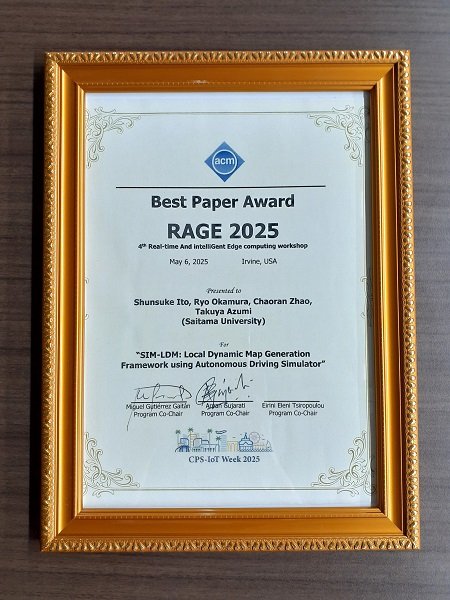 acm
Best Paper Award
RAGE 2025
4th Real-time And intelliGent Edge computing workshop
May 6, 2025 Irvine, USA
Presented to
Shunsuke Ito, Ryo Okamura, Chaoran Zhao,
Takuya Azumi
(Saitama University)
For
“SIM-LDM: Local Dynamic Map Generation
Framework using Autonomous Driving Simulator”
Miguel Gutiérrez Gaitán Arpan Gujarati Eirini Eleni Tsiropoulou
Program Co-Chair Program Co-Chair Program Co-Chair
CPS-IoT Week 2025